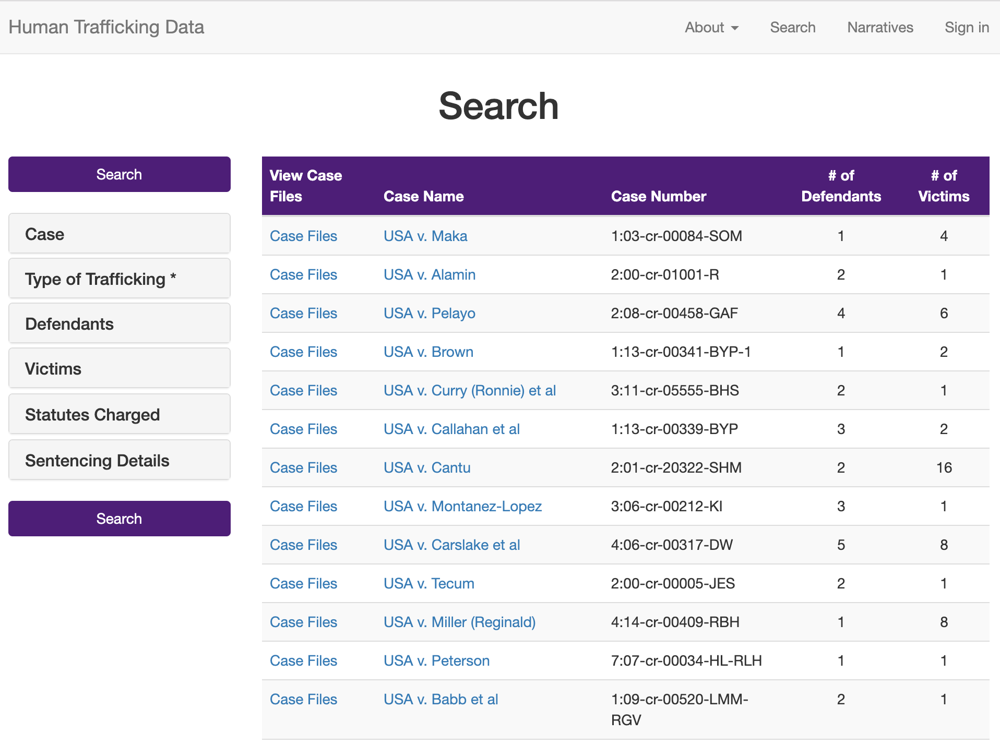 Human Trafficking Data
About Search Narratives Sign in
Search
Search
Case
Type of Trafficking *
Defendants
Victims
Statutes Charged
Sentencing Details
Search
View Case Files Case Name Case Number # of Defendants # of Victims
Case Files USA v. Maka 1:03-cr-00084-SOM 1 4
Case Files USA v. Alamin 2:00-cr-01001-R 2 1
Case Files USA v. Pelayo 2:08-cr-00458-GAF 4 6
Case Files USA v. Brown 1:13-cr-00341-BYP-1 1 2
Case Files USA v. Curry (Ronnie) et al 3:11-cr-05555-BHS 2 1
Case Files USA v. Callahan et al 1:13-cr-00339-BYP 3 2
Case Files USA v. Cantu 2:01-cr-20322-SHM 2 16
Case Files USA v. Montanez-Lopez 3:06-cr-00212-KI 3 1
Case Files USA v. Carslake et al 4:06-cr-00317-DW 5 8
Case Files USA v. Tecum 2:00-cr-00005-JES 2 1
Case Files USA v. Miller (Reginald) 4:14-cr-00409-RBH 1 8
Case Files USA v. Peterson 7:07-cr-00034-HL-RLH 1 1
Case Files USA v. Babb et al 1:09-cr-00520-LMM- 2 1
RGV